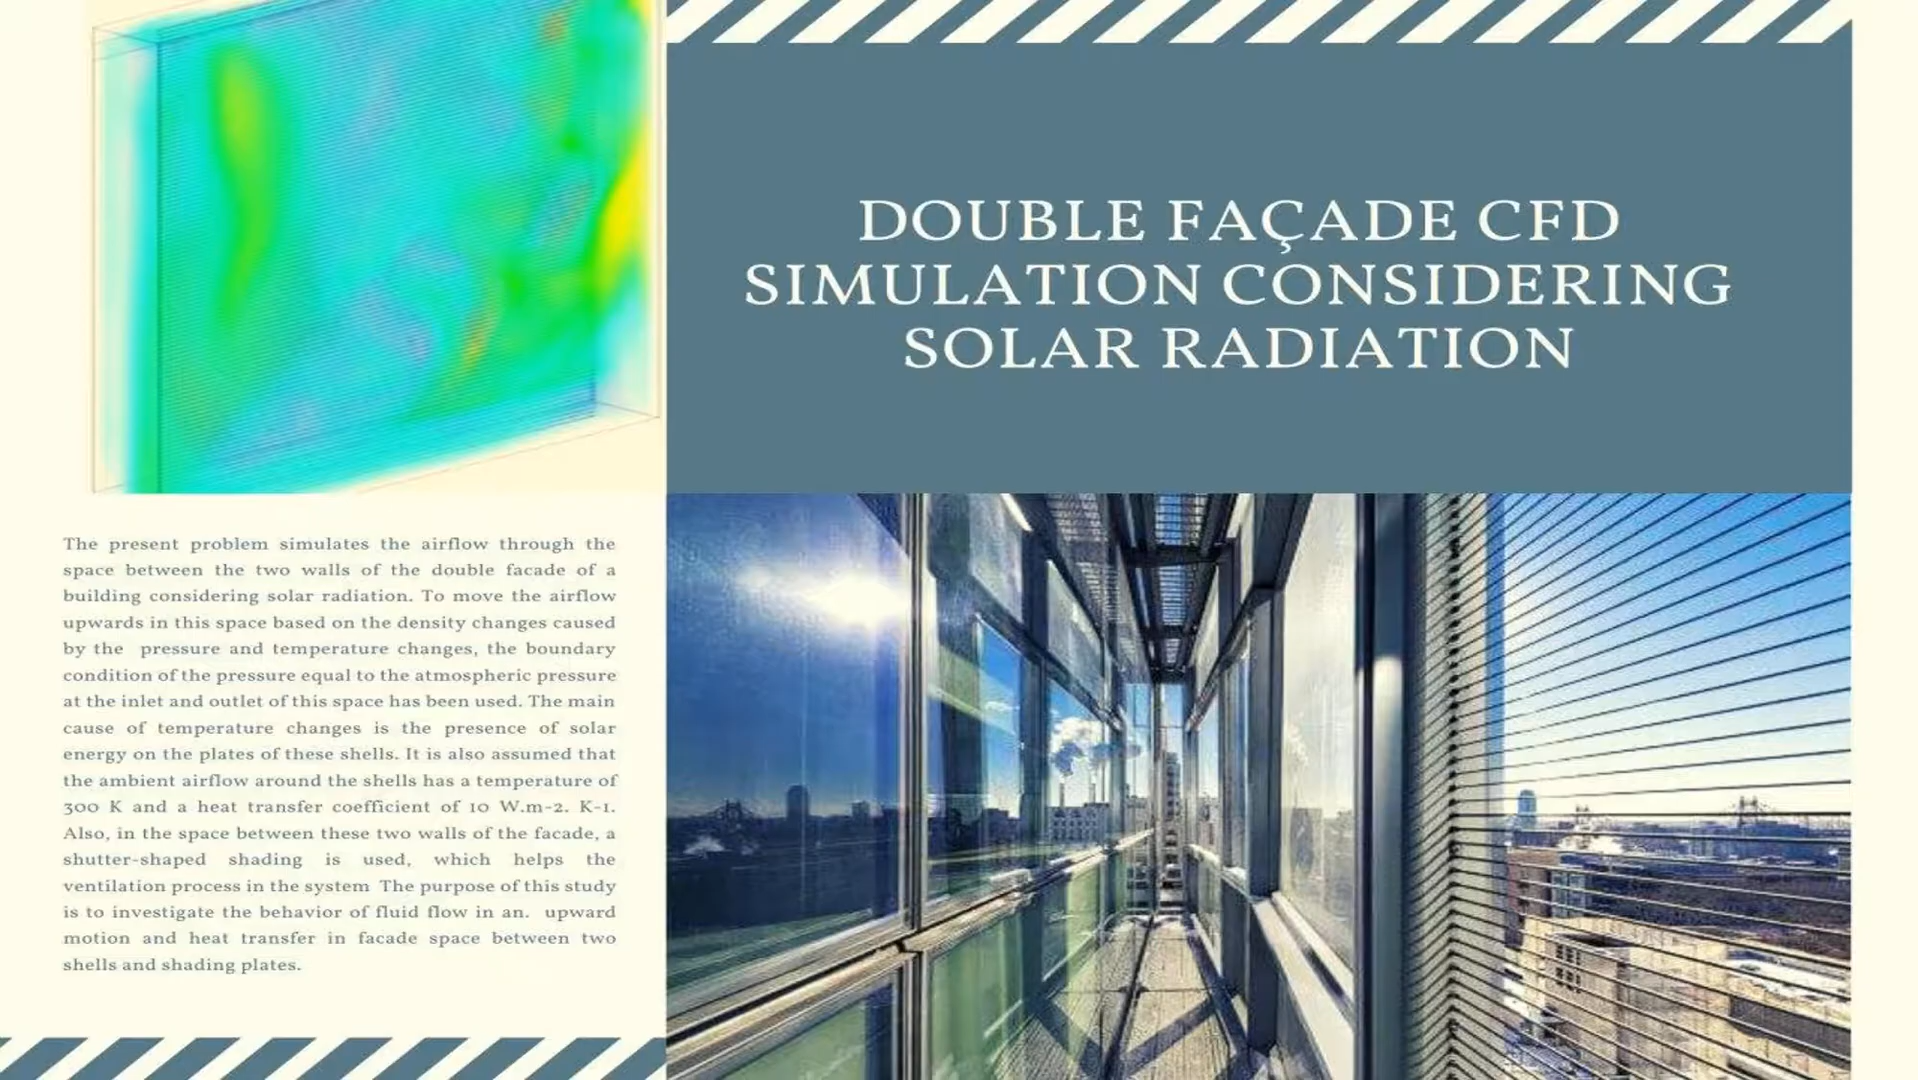 DOUBLE FAÇADE CFD
SIMULATION CONSIDERING
SOLAR RADIATION
The present problem simulates the airflow through the
space between the two walls of the double facade of a
building considering solar radiation. To move the airflow
upwards in this space based on the density changes caused
by the pressure and temperature changes, the boundary
condition of the pressure equal to the atmospheric pressure
at the inlet and outlet of this space has been used. The main
cause of temperature changes is the presence of solar
energy on the plates of these shells. It is also assumed that
the ambient airflow around the shells has a temperature of
300 K and a heat transfer coefficient of 10 W.m-2. K-1.
Also, in the space between these two walls of the facade, a
shutter-shaped shading is used, which helps the
ventilation process in the system The purpose of this study
is to investigate the behavior of fluid flow in an. upward
motion and heat transfer in facade space between two
shells and shading plates.